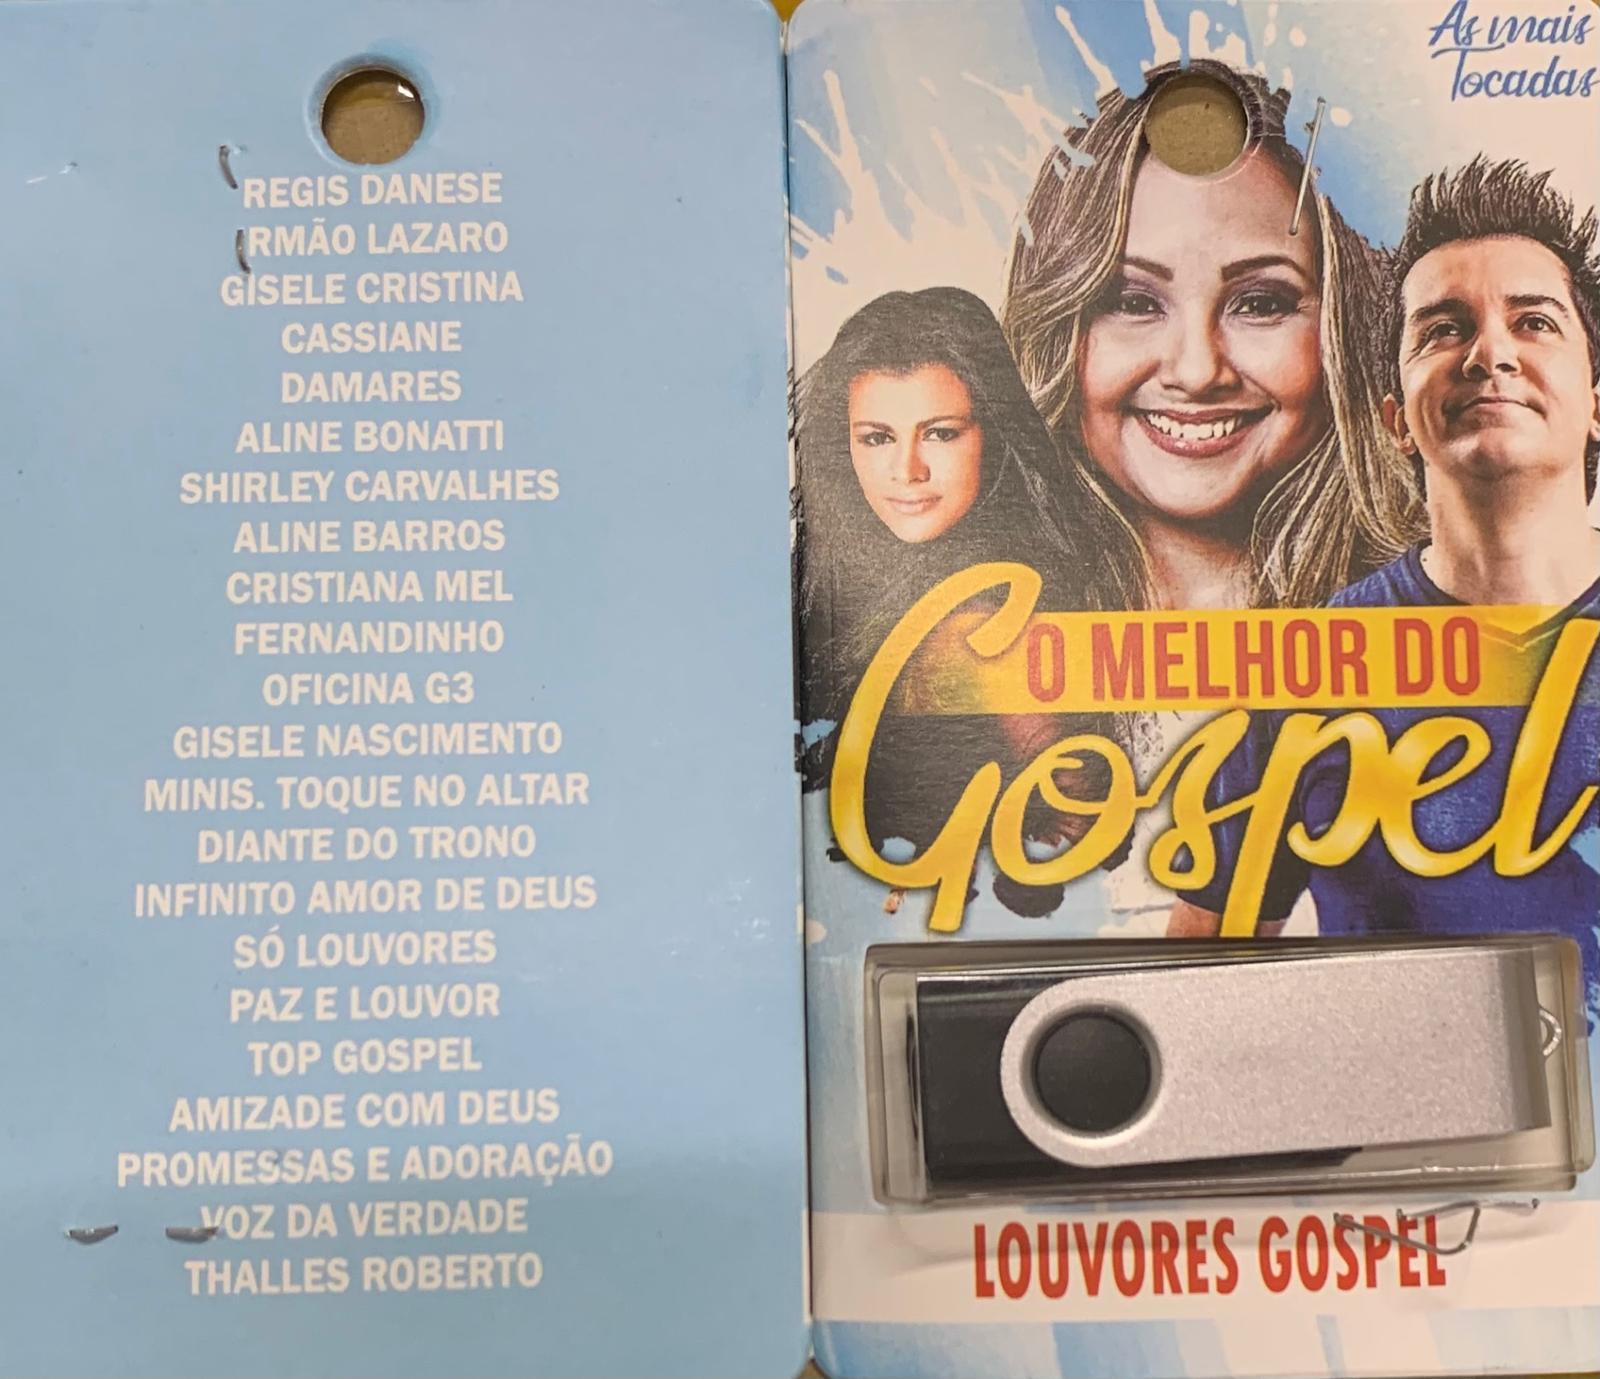 REGIS DANESE
IRMÃO LAZARO
GISELE CRISTINA
CASSIANE
DAMARES
ALINE BONATTI
SHIRLEY CARVALHES
ALINE BARROS
CRISTIANA MEL
FERNANDINHO
OFICINA G3
GISELE NASCIMENTO
MINIS. TOQUE NO ALTAR
DIANTE DO TRONO
INFINITO AMOR DE DEUS
SÓ LOUVORES
PAZ E LOUVOR
TOP GOSPEL
AMIZADE COM DEUS
PROMESSAS E ADORAÇÃO
VOZ DA VERDADE
THALLES ROBERTO
As mais
Tocadas
O MELHOR DO
Gospel
LOUVORES GOSPEL